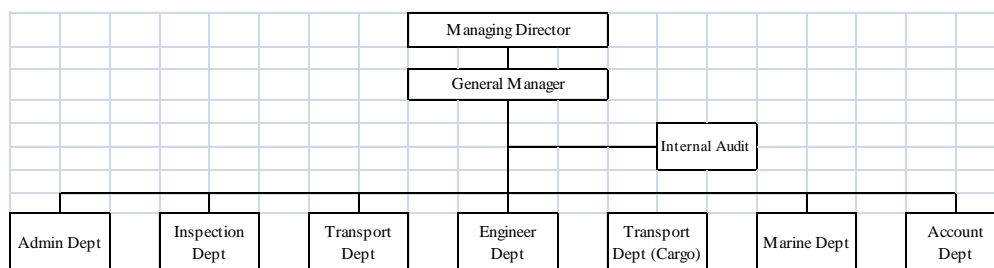 Managing Director
General Manager
Internal Audit
Admin Dept
Inspection
Dept
Transport
Dept
Engineer
Dept
Transport
Dept (Cargo)
Marine Dept
Account
Dept